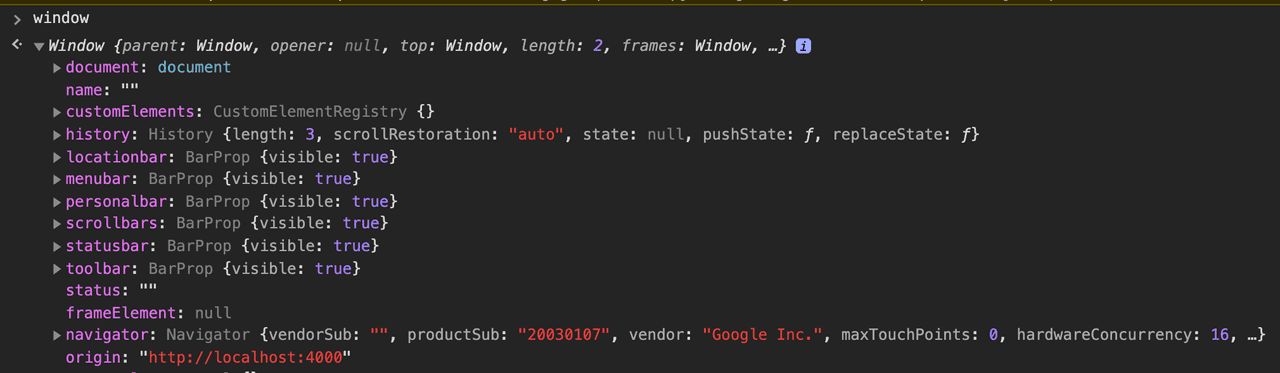 > window
Window {parent: Window, opener: null, top: Window, length: 2, frames: Window, …} i
document: document
name: ""
customElements: CustomElementRegistry {}
history: History {length: 3, scrollRestoration: "auto", state: null, pushState: ƒ, replaceState: ƒ}
locationbar: BarProp {visible: true}
menubar: BarProp {visible: true}
personalbar: BarProp {visible: true}
scrollbars: BarProp {visible: true}
statusbar: BarProp {visible: true}
toolbar: BarProp {visible: true}
status: ""
frameElement: null
navigator: Navigator {vendorSub: "", productSub: "20030107", vendor: "Google Inc.", maxTouchPoints: 0, hardwareConcurrency: 16, …}
origin: "http://localhost:4000"